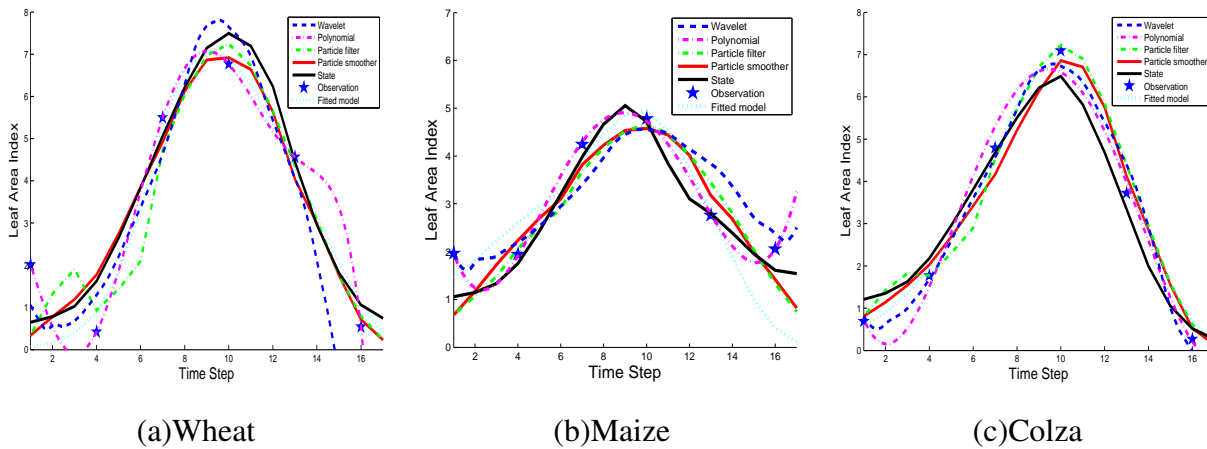 8
7
6
5
4
3
2
1
0
2
4
6
8
10
12
14
16
Leaf Area Index
Time Step
Wavelet
Polynomial
Particle filter
Particle smoother
State
Observation
Fitted model
(a)Wheat
7
6
5
4
3
2
1
0
2
4
6
8
10
12
14
16
Leaf Area Index
Time Step
Wavelet
Polynomial
Particle filter
Particle smoother
State
Observation
Fitted model
(b)Maize
8
7
6
5
4
3
2
1
0
2
4
6
8
10
12
14
16
Leaf Area Index
Time Step
Wavelet
Polynomial
Particle filter
Particle smoother
State
Observation
Fitted model
(c)Colza